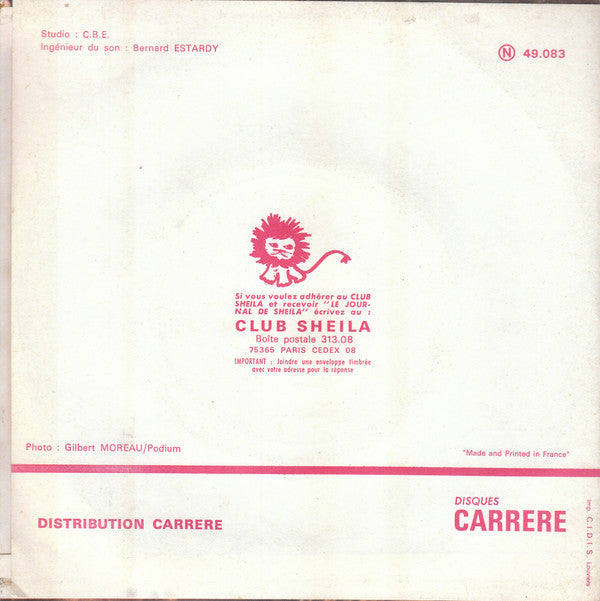 Studio : C.B.E.
Ingénieur du son : Bernard ESTARDY
N 49.083
Si vous voulez adhérer au CLUB
SHEILA et recevoir "LE JOUR-
NAL DE SHEILA" écrivez au :
CLUB SHEILA
Boîte postale 313.08
75365 PARIS CEDEX 08
IMPORTANT : Joindre une enveloppe timbrée
avec votre adresse pour la réponse
Photo : Gilbert MOREAU/Podium
"Made and Printed in France"
DISTRIBUTION CARRERE
DISQUES
CARRERE
Imp. C.I.D.I.S. Louviers